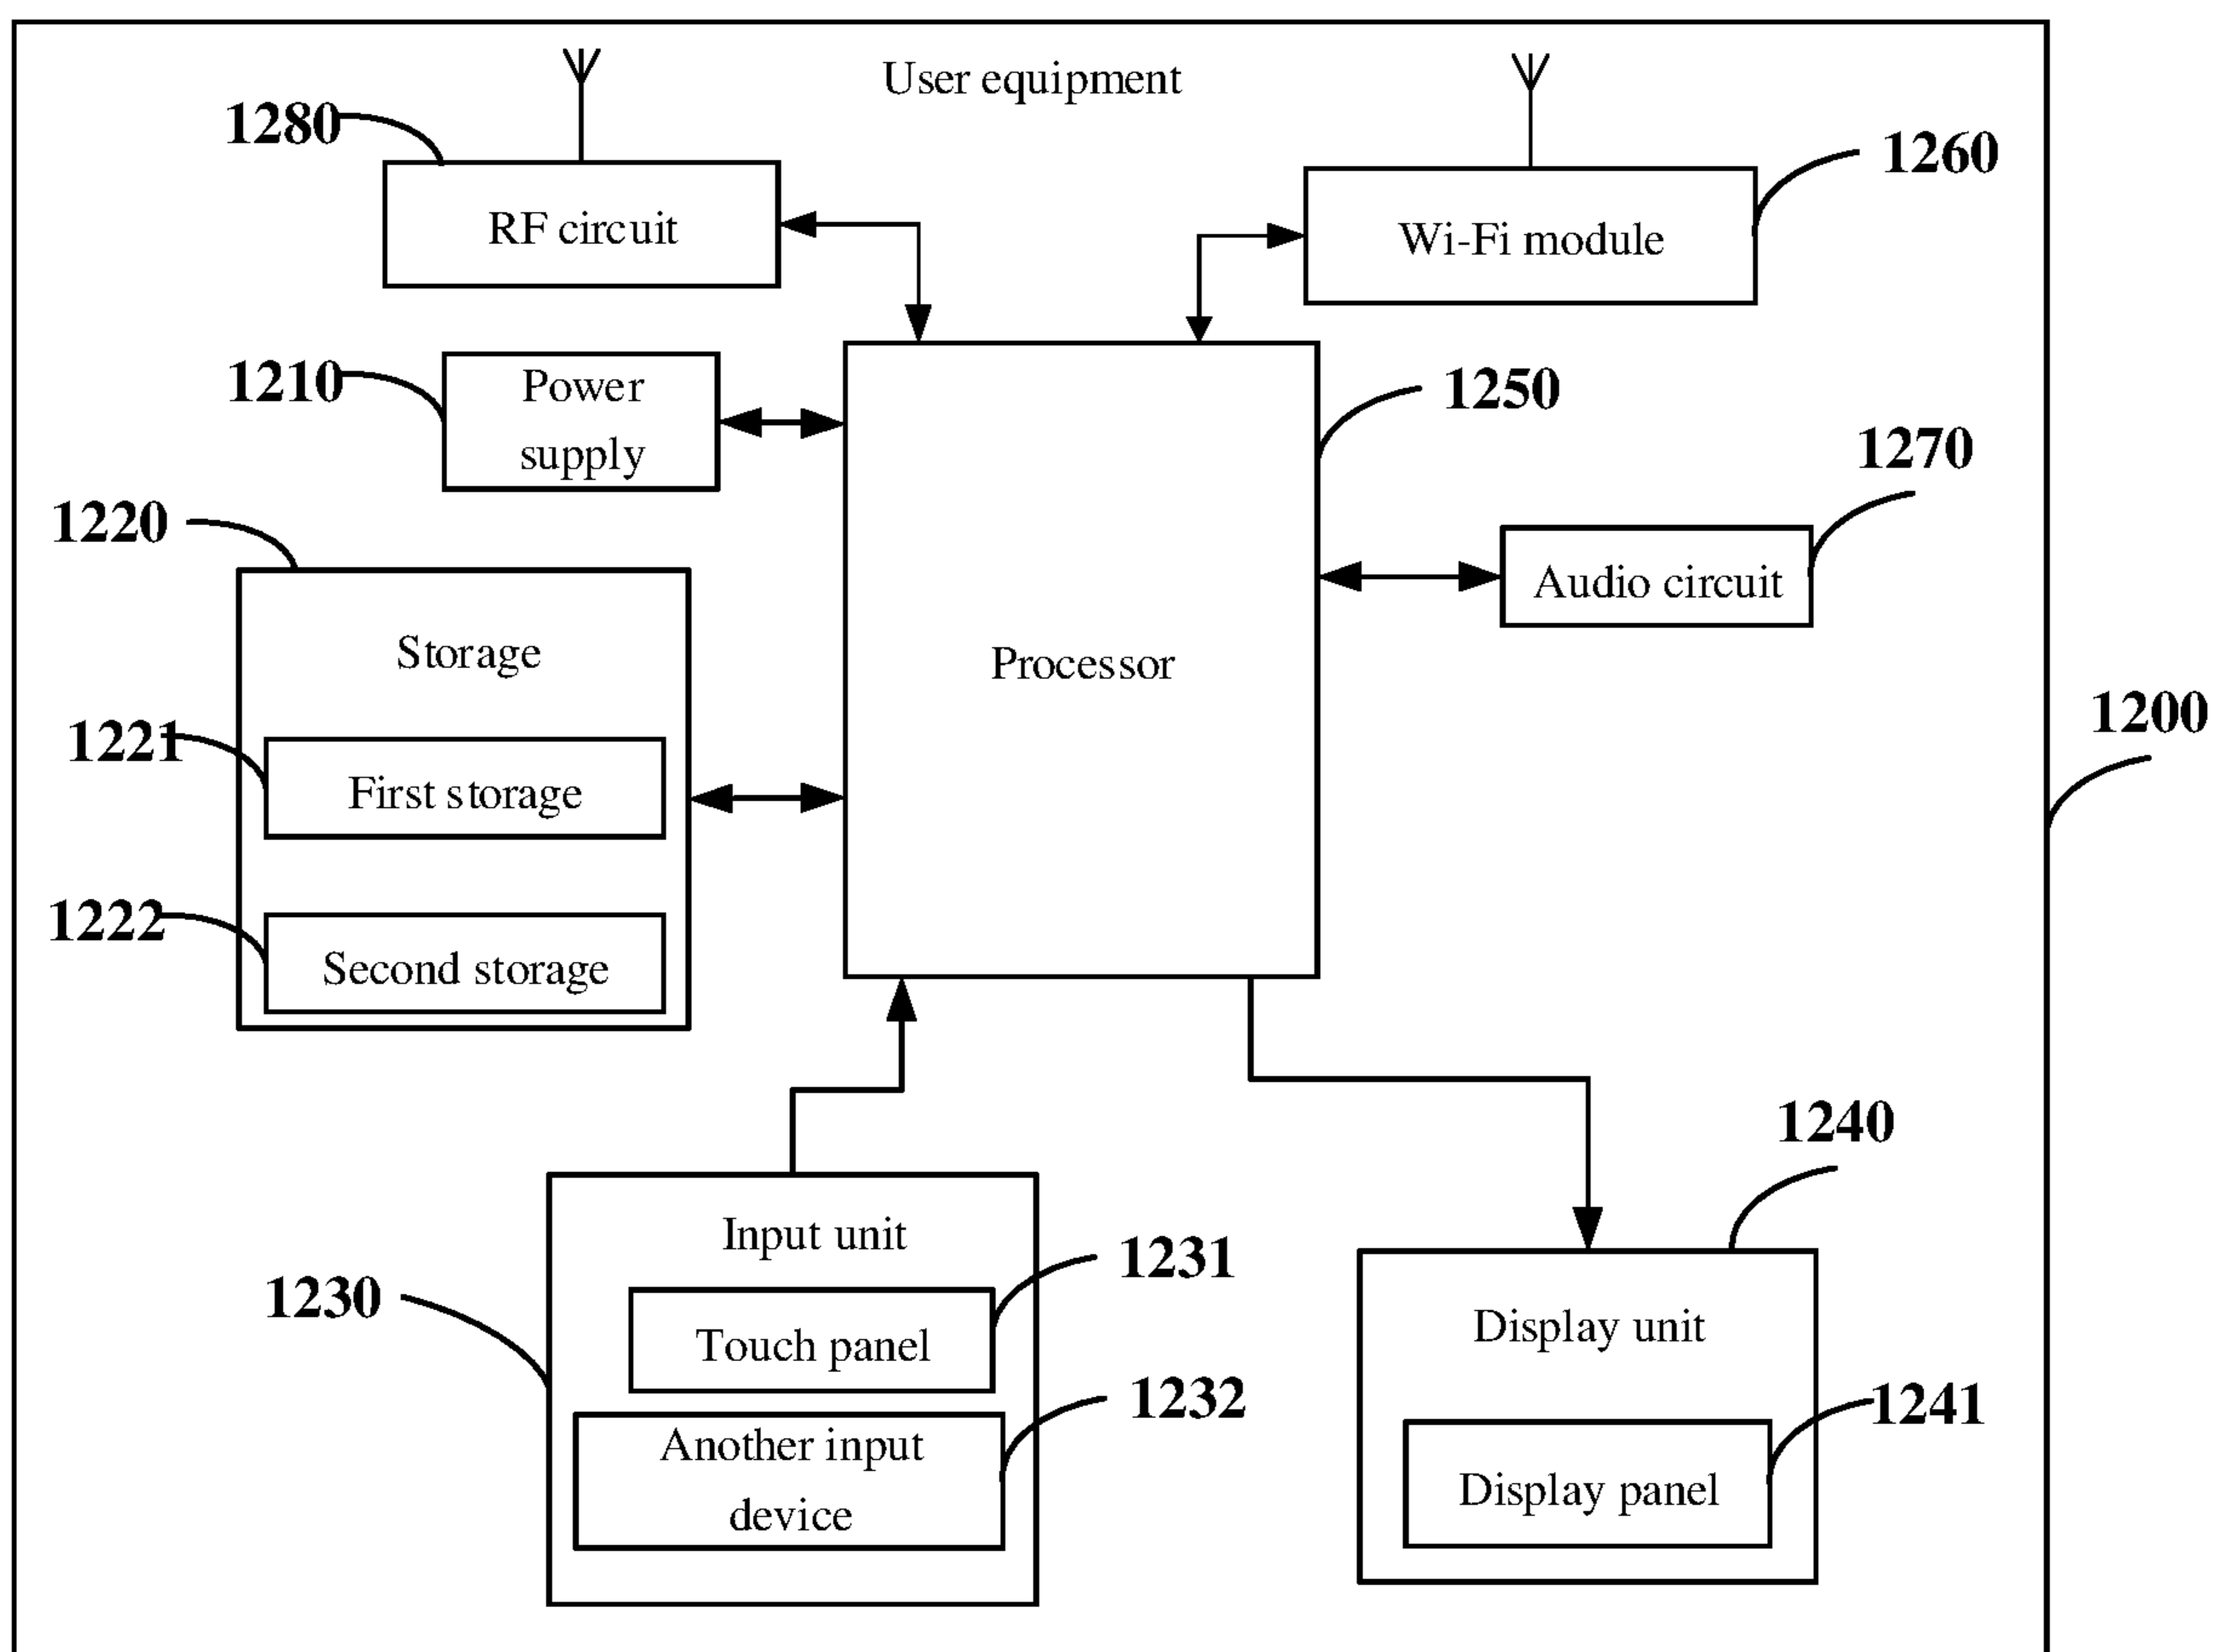 User equipment
1280
RF circuit
1260
Wi-Fi module
1210
Power
supply
1250
1270
Audio circuit
1220
Storage
Processor
1200
1221
First storage
1222
Second storage
1240
Input unit
1231
1230
Touch panel
Display unit
1232
Another input
device
1241
Display panel